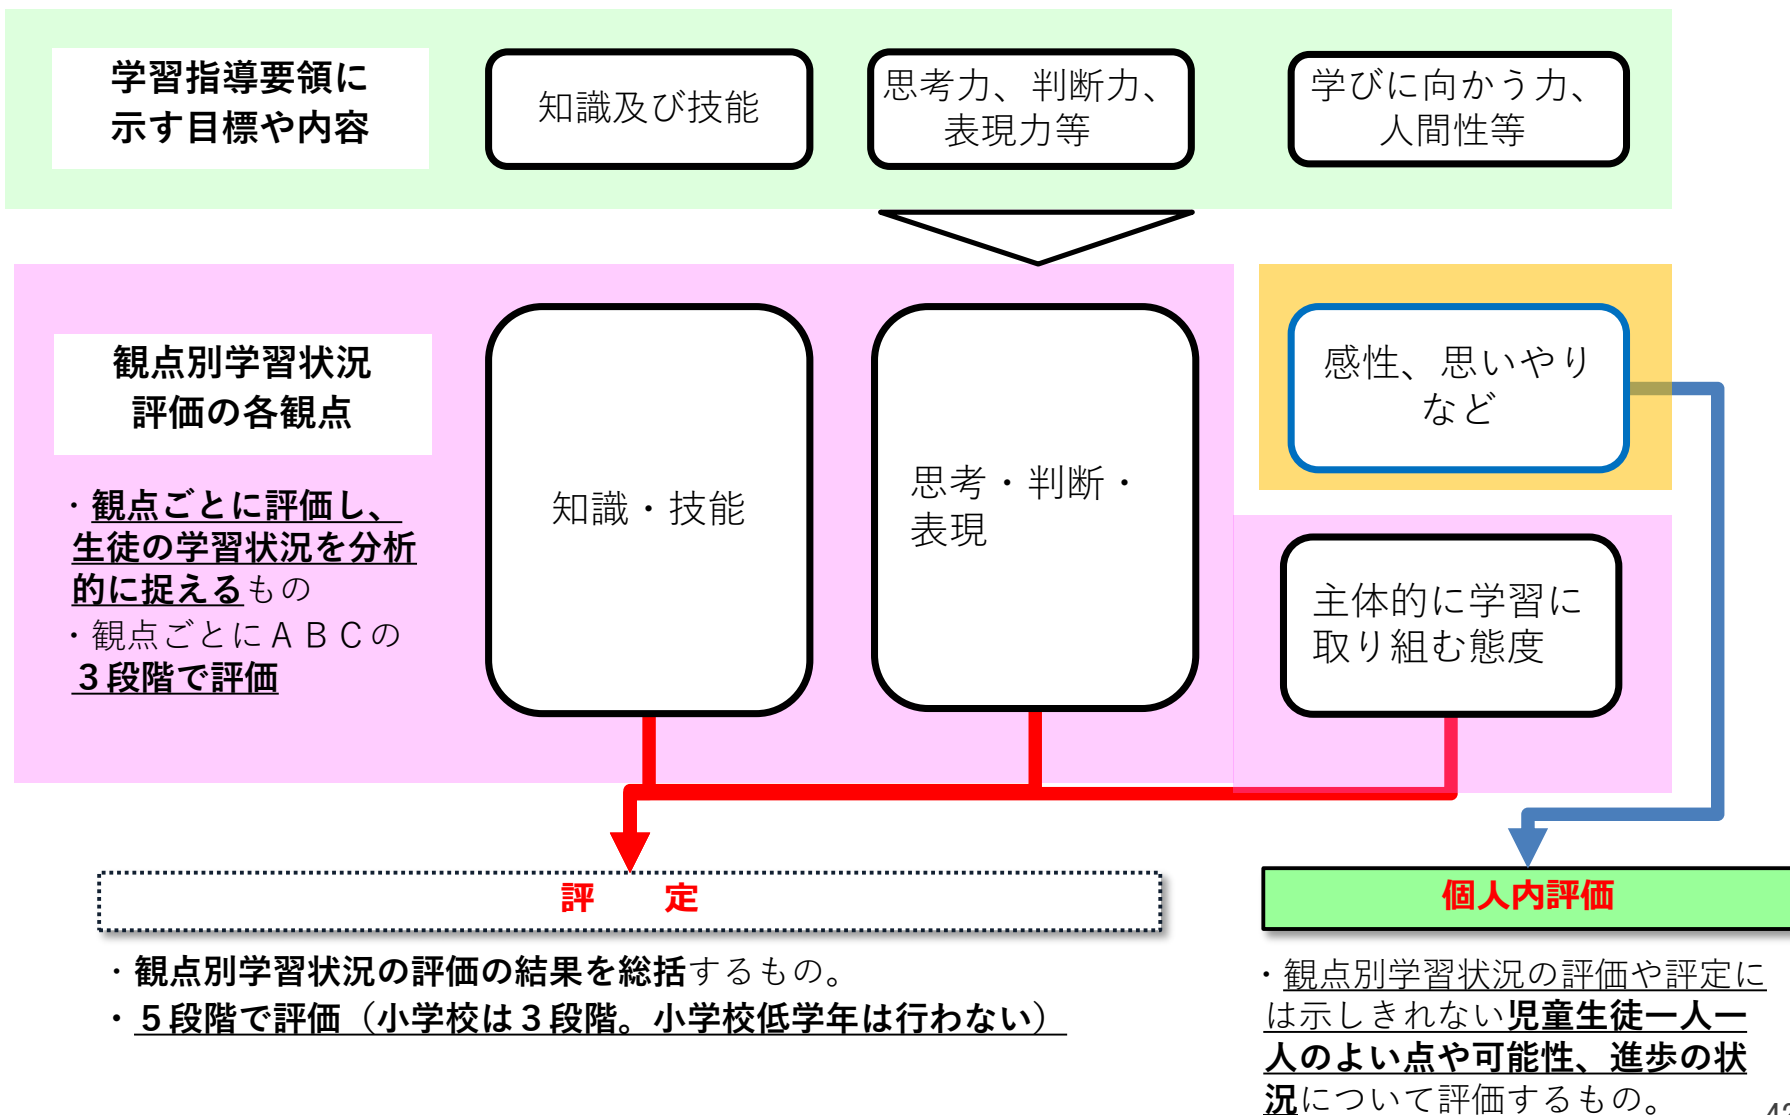 学習指導要領に
示す目標や内容
知識及び技能
思考力、判断力、
表現力等
学びに向かう力、
人間性等
観点別学習状況
評価の各観点
・観点ごとに評価し、
生徒の学習状況を分析
的に捉えるもの
・観点ごとにＡＢＣの
３段階で評価
知識・技能
思考・判断・
表現
感性、思いやり
など
主体的に学習に
取り組む態度
評　定
・観点別学習状況の評価の結果を総括するもの。
・５段階で評価（小学校は３段階。小学校低学年は行わない）
個人内評価
・観点別学習状況の評価や評定に
は示しきれない児童生徒一人一
人のよい点や可能性、進歩の状
況について評価するもの。